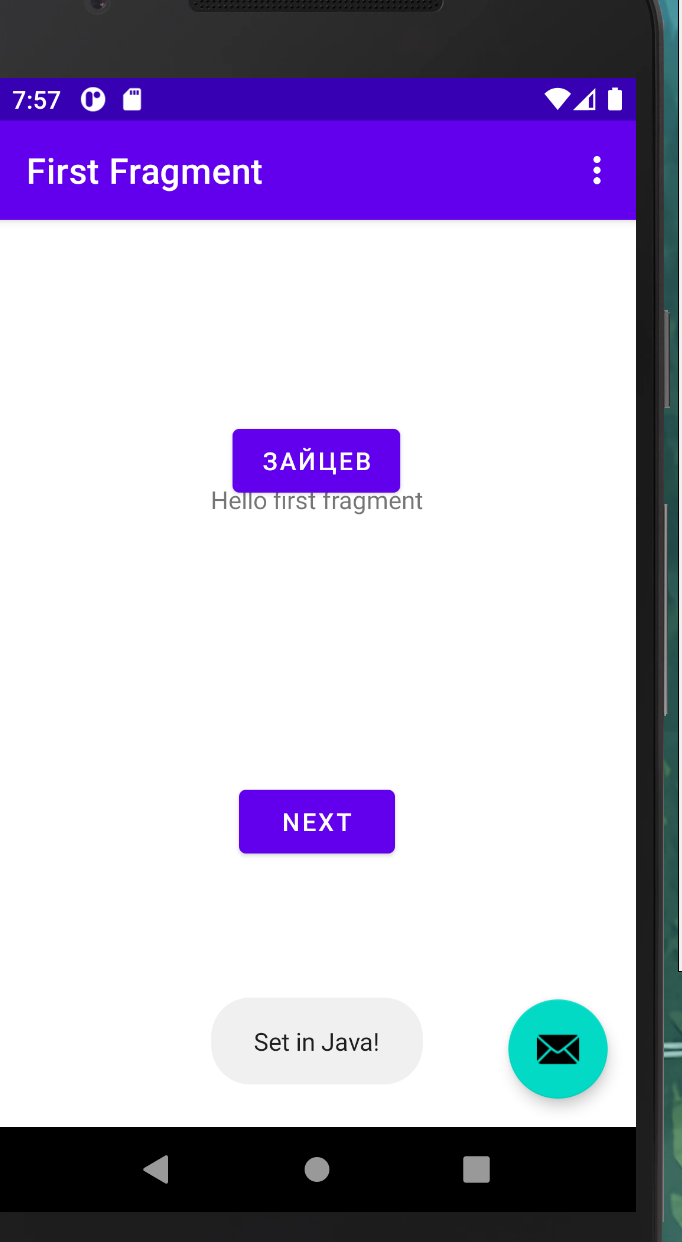 7:57
First Fragment
ЗАЙЦЕВ
Hello first fragment
NEXT
Set in Java!